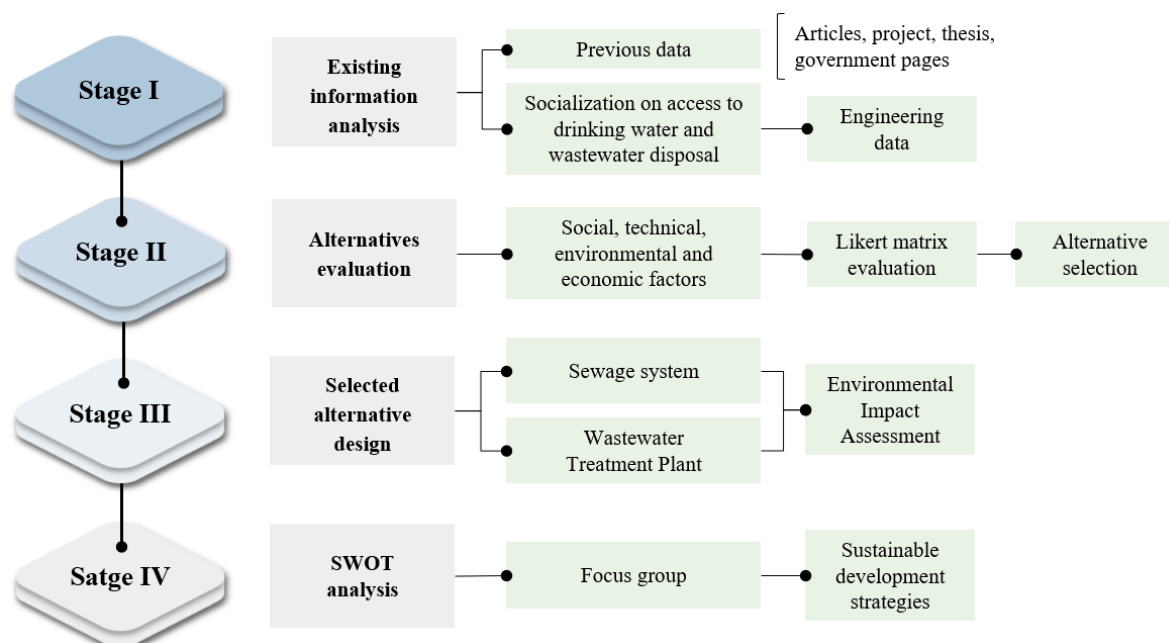 Stage I
Existing
information
analysis
Previous data
Articles, project, thesis,
government pages
Socialization on access to
drinking water and
wastewater disposal
Engineering
data
Stage II
Alternatives
evaluation
Social, technical,
environmental and
economic factors
Likert matrix
evaluation
Alternative
selection
Stage III
Selected
alternative
design
Sewage system
Wastewater
Treatment Plant
Environmental
Impact
Assessment
Satge IV
SWOT
analysis
Focus group
Sustainable
development
strategies